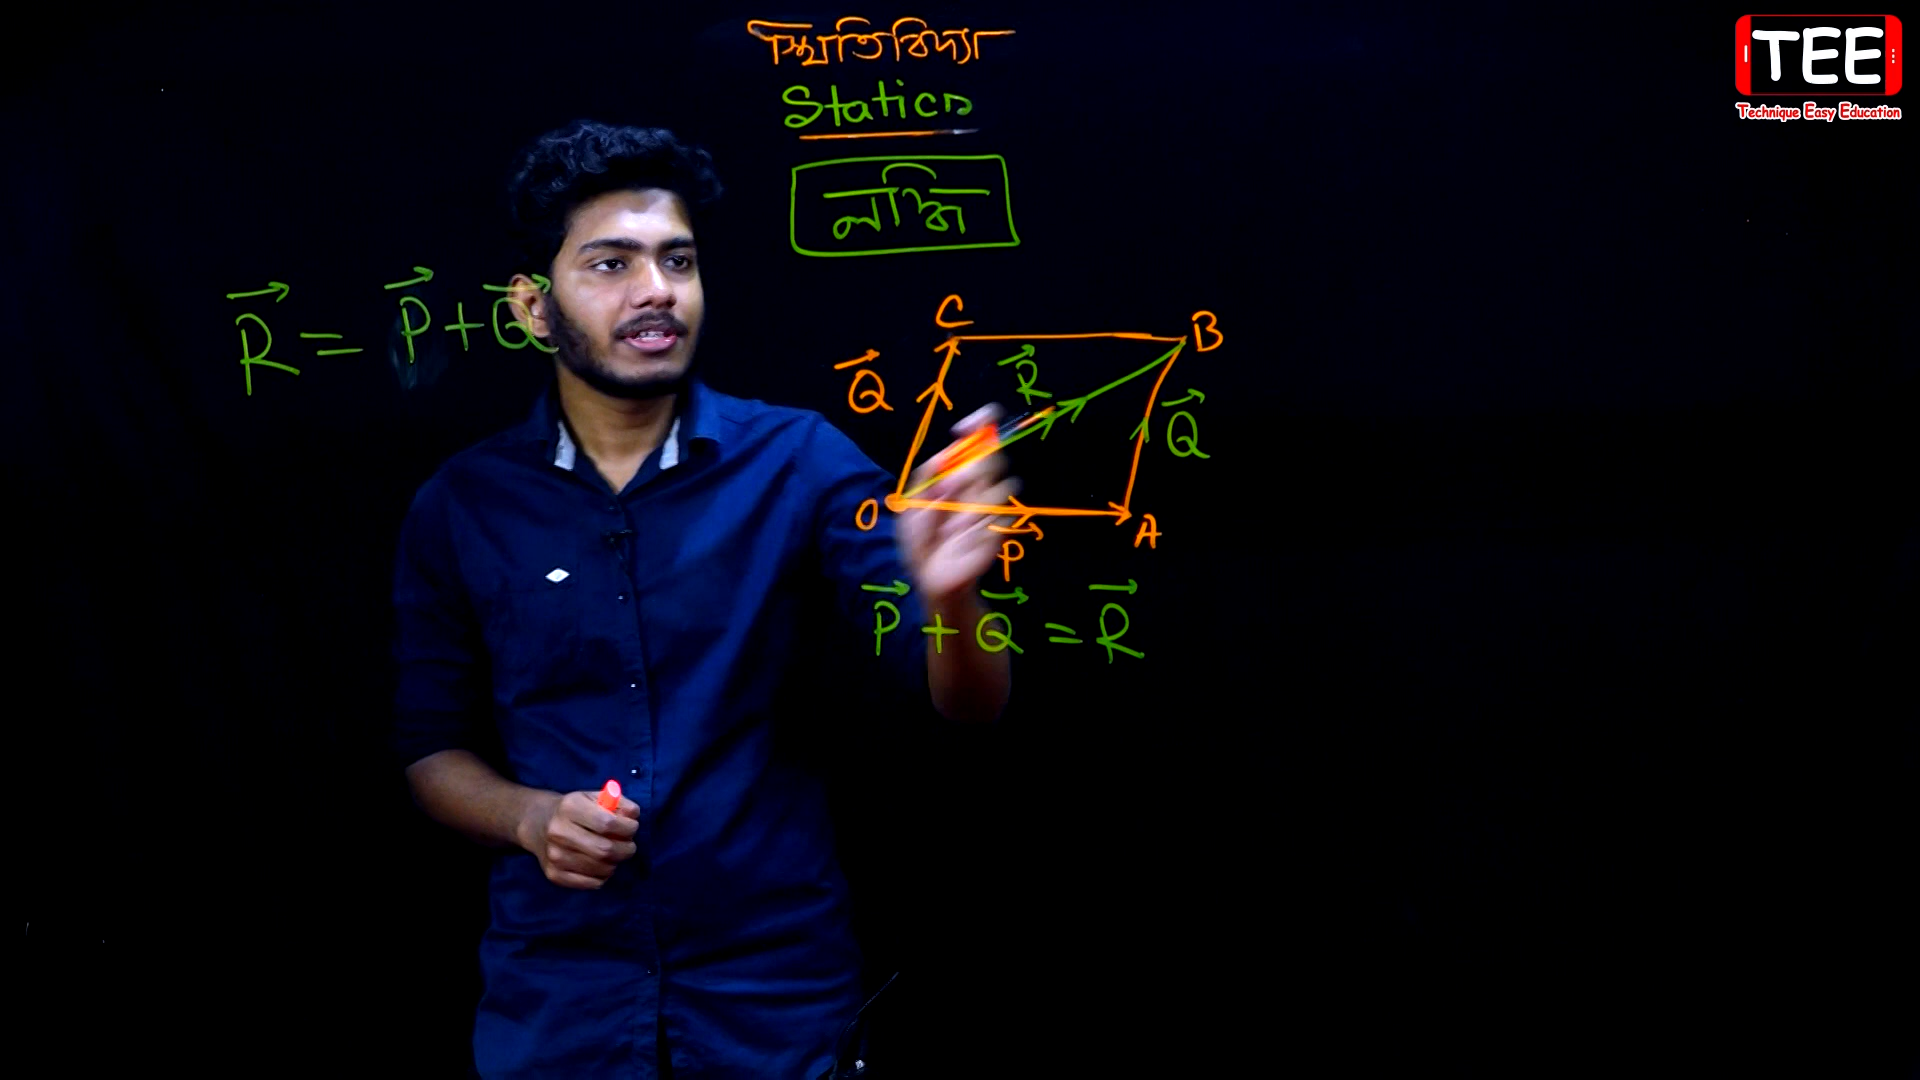 স্থিতিবিদ্যা
Statics
লব্ধি
TEE
Technique Easy Education
R⃗ = P⃗ + Q⃗
C
B
Q⃗
R⃗
Q⃗
O
P⃗
A
P⃗ + Q⃗ = R⃗